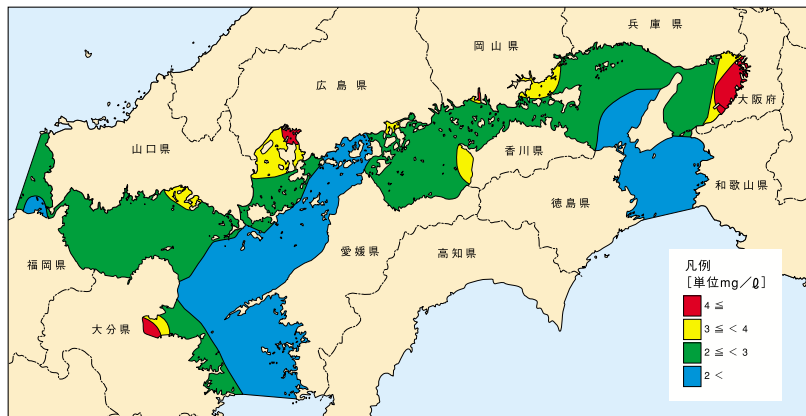 兵庫県
岡山県
広島県
大阪府
山口県
香川県
和歌山県
徳島県
愛媛県
高知県
福岡県
大分県
凡例
[単位mg/ℓ]
4 ≦
3 ≦ < 4
2 ≦ < 3
2 <